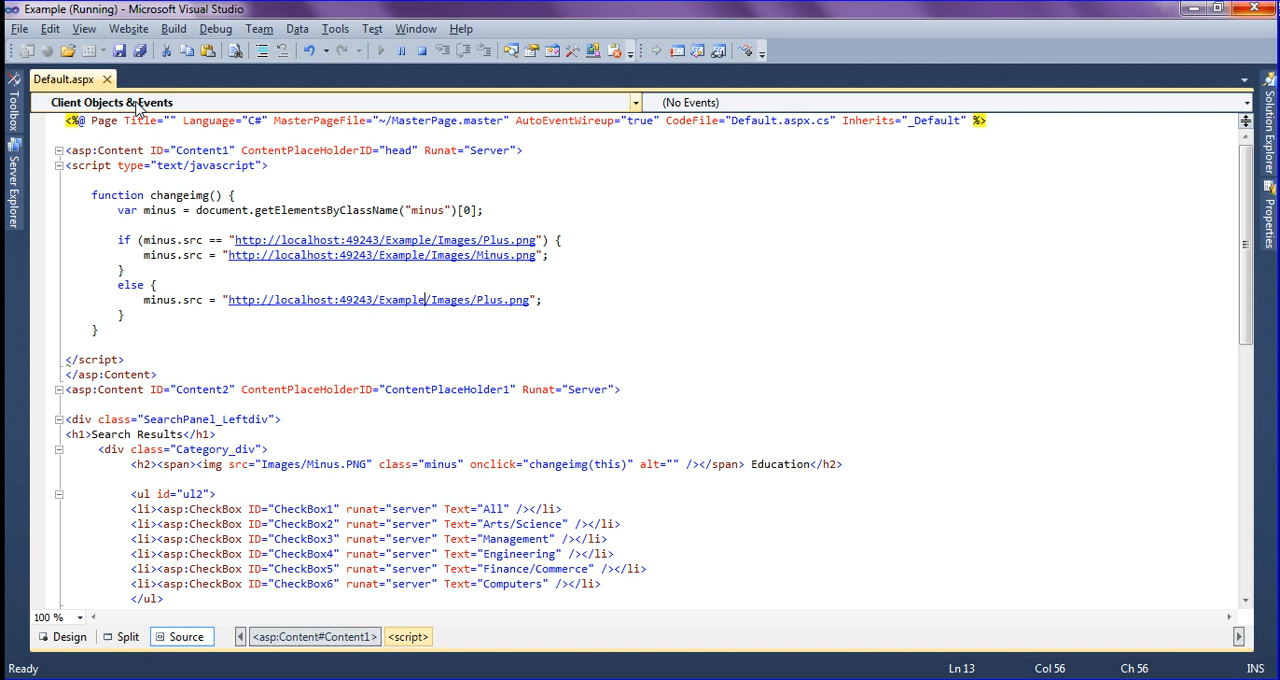 Example (Running) - Microsoft Visual Studio
File Edit View Website Build Debug Team Data Tools Test Window Help
Default.aspx
Client Objects & Events (No Events)
<%@ Page Title="" Language="C#" MasterPageFile="~/MasterPage.master" AutoEventWireup="true" CodeFile="Default.aspx.cs" Inherits="_Default" %>
<asp:Content ID="Content1" ContentPlaceHolderID="head" Runat="Server">
<script type="text/javascript">
function changeimg() {
var minus = document.getElementsByClassName("minus")[0];
if (minus.src == "http://localhost:49243/Example/Images/Plus.png") {
minus.src = "http://localhost:49243/Example/Images/Minus.png";
}
else {
minus.src = "http://localhost:49243/Example/Images/Plus.png";
}
}
</script>
</asp:Content>
<asp:Content ID="Content2" ContentPlaceHolderID="ContentPlaceHolder1" Runat="Server">
<div class="SearchPanel_Leftdiv">
<h1>Search Results</h1>
<div class="Category_div">
<h2><span><img src="Images/Minus.PNG" class="minus" onclick="changeimg(this)" alt="" /></span> Education</h2>
<ul id="ul2">
<li><asp:CheckBox ID="CheckBox1" runat="server" Text="All" /></li>
<li><asp:CheckBox ID="CheckBox2" runat="server" Text="Arts/Science" /></li>
<li><asp:CheckBox ID="CheckBox3" runat="server" Text="Management" /></li>
<li><asp:CheckBox ID="CheckBox4" runat="server" Text="Engineering" /></li>
<li><asp:CheckBox ID="CheckBox5" runat="server" Text="Finance/Commerce" /></li>
<li><asp:CheckBox ID="CheckBox6" runat="server" Text="Computers" /></li>
</ul>
100 %
Design Split Source <asp:Content#Content1> <script>
Ready Ln 13 Col 56 Ch 56 INS
Toolbox
Server Explorer
Solution Explorer
Properties